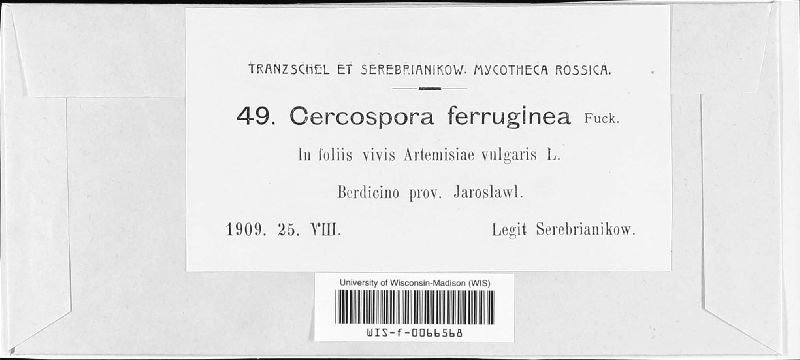 TRANZSCHEL ET SEREBRIANIKOW. MYCOTHECA ROSSICA.
49. Cercospora ferruginea Fuck.
In foliis vivis Artemisiae vulgaris L.
Berdicino prov. Jaroslawl.
1909. 25. VIII. Legit Serebrianikow.
University of Wisconsin-Madison (WIS)
WIS-f-0066568